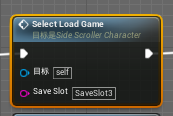 Select Load Game
目标是Side Scroller Character
目标 self
Save Slot SaveSlot3